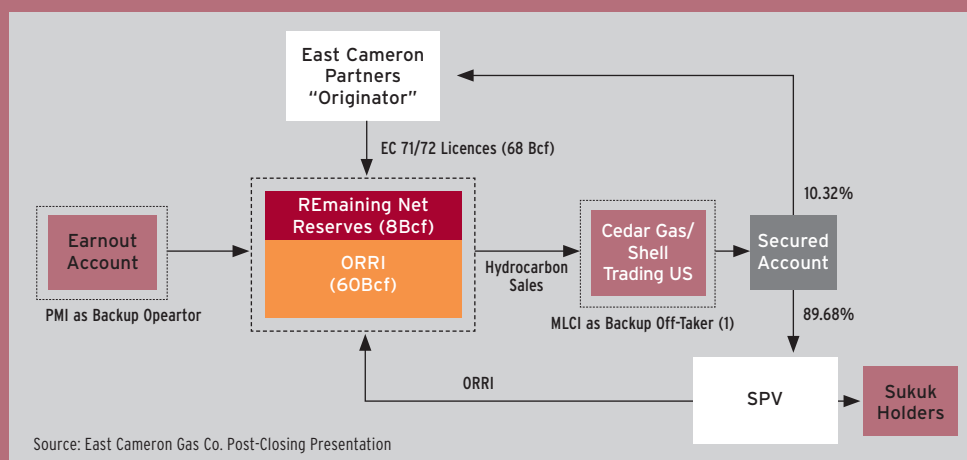 East Cameron
Partners
“Originator”
EC 71/72 Licences (68 Bcf)
10.32%
REmaining Net
Reserves (8Bcf)
ORRI
(60Bcf)
Earnout
Account
PMI as Backup Opeartor
Hydrocarbon
Sales
Cedar Gas/
Shell
Trading US
MLCI as Backup Off-Taker (1)
Secured
Account
89.68%
ORRI
SPV
Sukuk
Holders
Source: East Cameron Gas Co. Post-Closing Presentation